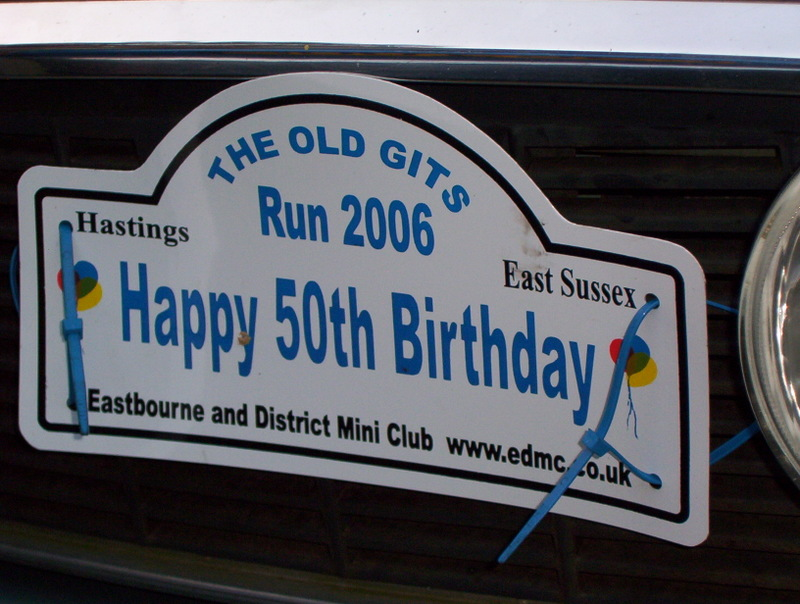 THE OLD GITS
Run 2006
Hastings
East Sussex
Happy 50th Birthday
Eastbourne and District Mini Club www.edmc.co.uk